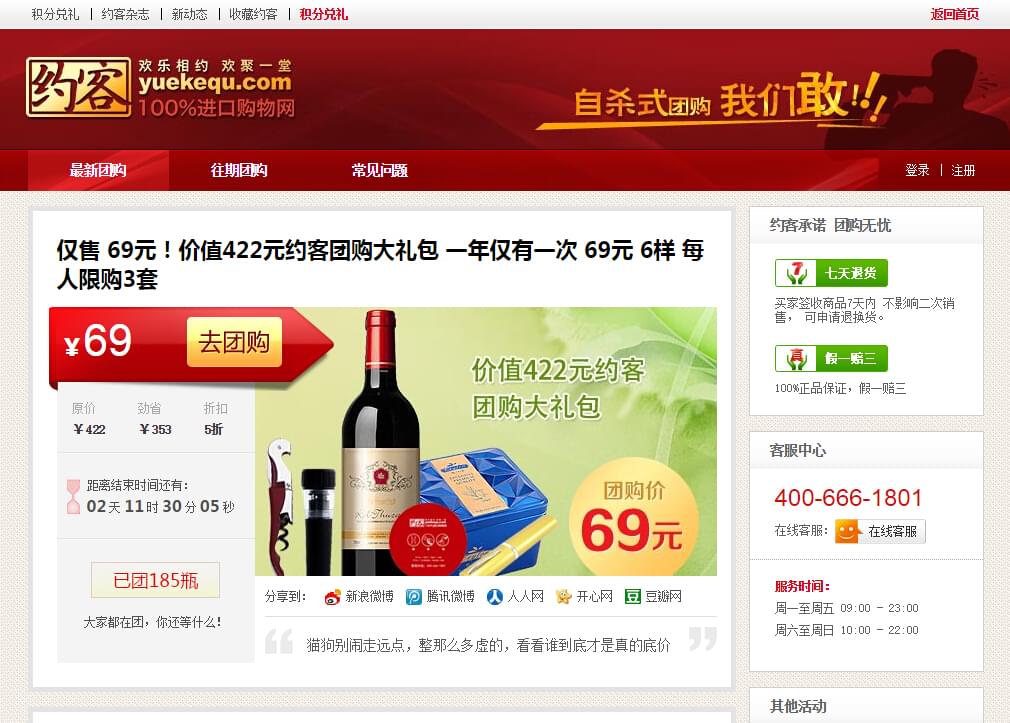 积分兑礼 | 约客杂志 | 新动态 | 收藏约客 | 积分兑礼
返回首页
约客
欢乐相约 欢聚一堂
yuekequ.com
100%进口购物网
自杀式团购 我们敢!!
最新团购 往期团购 常见问题
登录 | 注册
仅售 69元！价值422元约客团购大礼包 一年仅有一次 69元 6样 每
人限购3套
¥69 去团购
原价 劲省 折扣
￥422 ￥353 5折
距离结束时间还有:
02天 11时 30分 05秒
已团185瓶
大家都在团，你还等什么!
价值422元约客
团购大礼包
团购价
69元
分享到： 新浪微博 腾讯微博 人人网 开心网 豆 豆瓣网
猫狗别闹走远点，整那么多虚的，看看谁到底才是真的底价
约客承诺 团购无忧
7 七天退货
买家签收商品7天内 不影响二次销
售， 可申请退换货。
真 假一赔三
100%正品保证，假一赔三
客服中心
400-666-1801
在线客服: 在线客服
服务时间：
周一至周五 09:00 - 23:00
周六至周日 10:00 - 22:00
其他活动